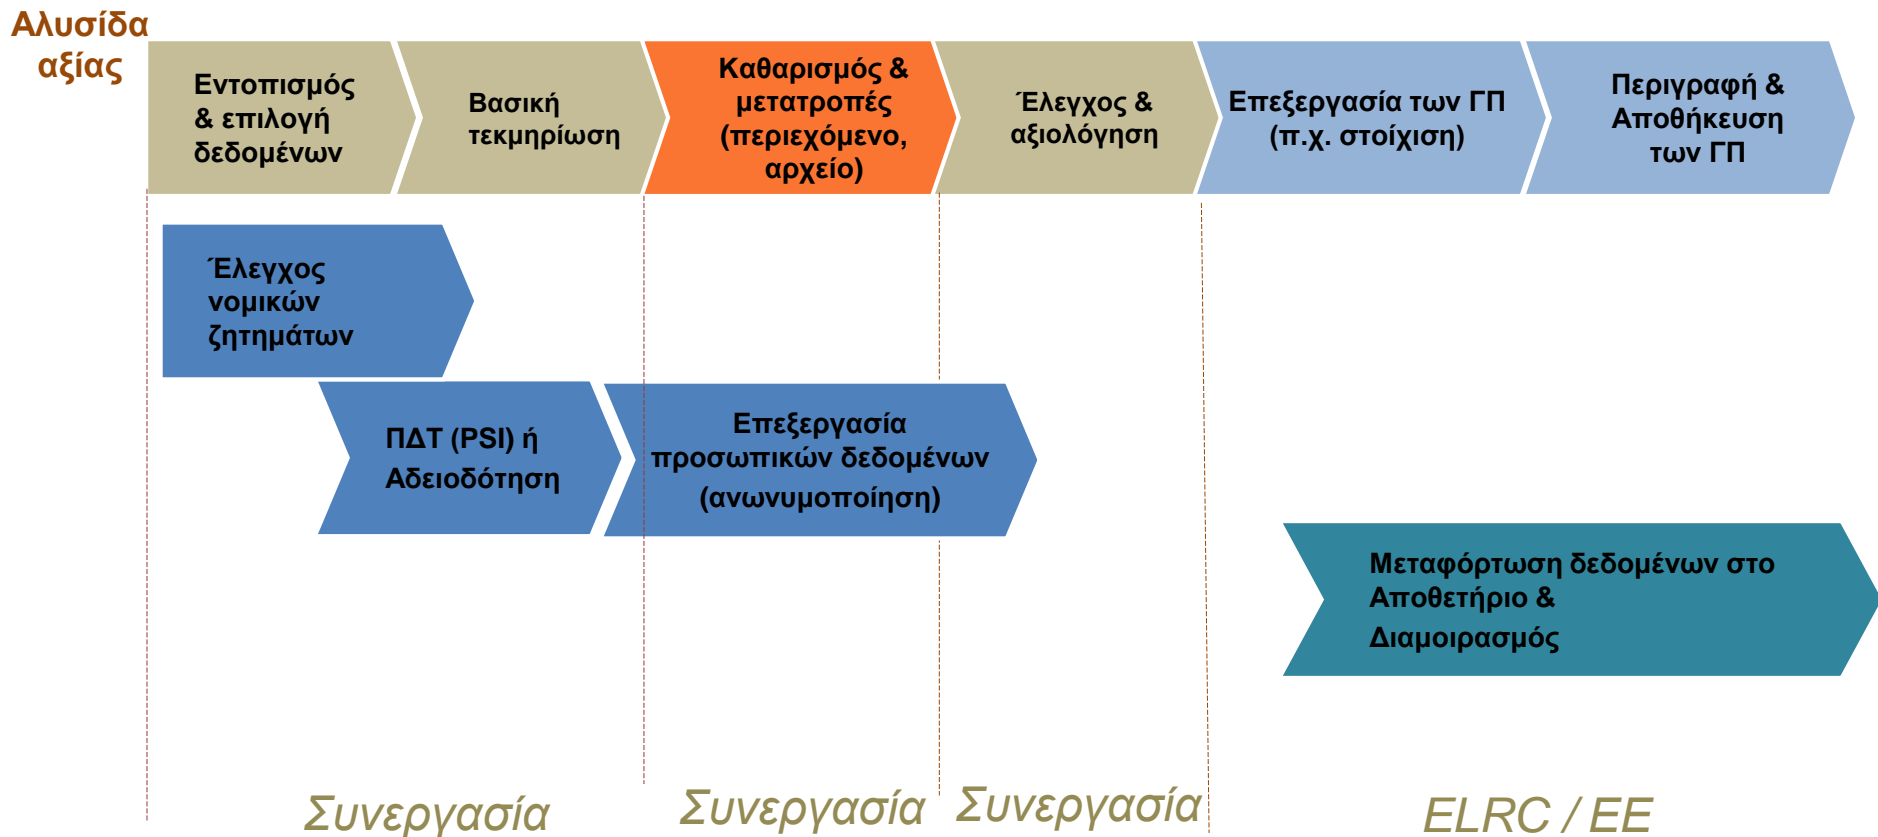 Αλυσίδα
αξίας
Εντοπισμός
& επιλογή
δεδομένων
Βασική
τεκμηρίωση
Καθαρισμός &
μετατροπές
(περιεχόμενο,
αρχείο)
Έλεγχος &
αξιολόγηση
Επεξεργασία των ΓΠ
(π.χ. στοίχιση)
Περιγραφή &
Αποθήκευση
των ΓΠ
Έλεγχος
νομικών
ζητημάτων
ΠΔΤ (PSI) ή
Αδειοδότηση
Επεξεργασία
προσωπικών δεδομένων
(ανωνυμοποίηση)
Μεταφόρτωση δεδομένων στο
Αποθετήριο &
Διαμοιρασμός
Συνεργασία
Συνεργασία
Συνεργασία
ELRC / ΕΕ